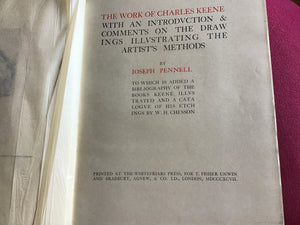 THE WORK OF CHARLES KEENE
WITH AN INTRODVCTION &
COMMENTS ON THE DRAW
INGS ILLVSTRATING THE
ARTIST'S METHODS
BY
JOSEPH PENNELL
TO WHICH IS ADDED A
BIBLIOGRAPHY OF THE
BOOKS KEENE ILLVS
TRATED AND A CATA
LOGVE OF HIS ETCH
INGS BY W. H. CHESSON
PRINTED AT THE WHITEFRIARS PRESS, FOR T. FISHER UNWIN
AND BRADBURY, AGNEW, & CO. LD., LONDON, MDCCCXCVII.